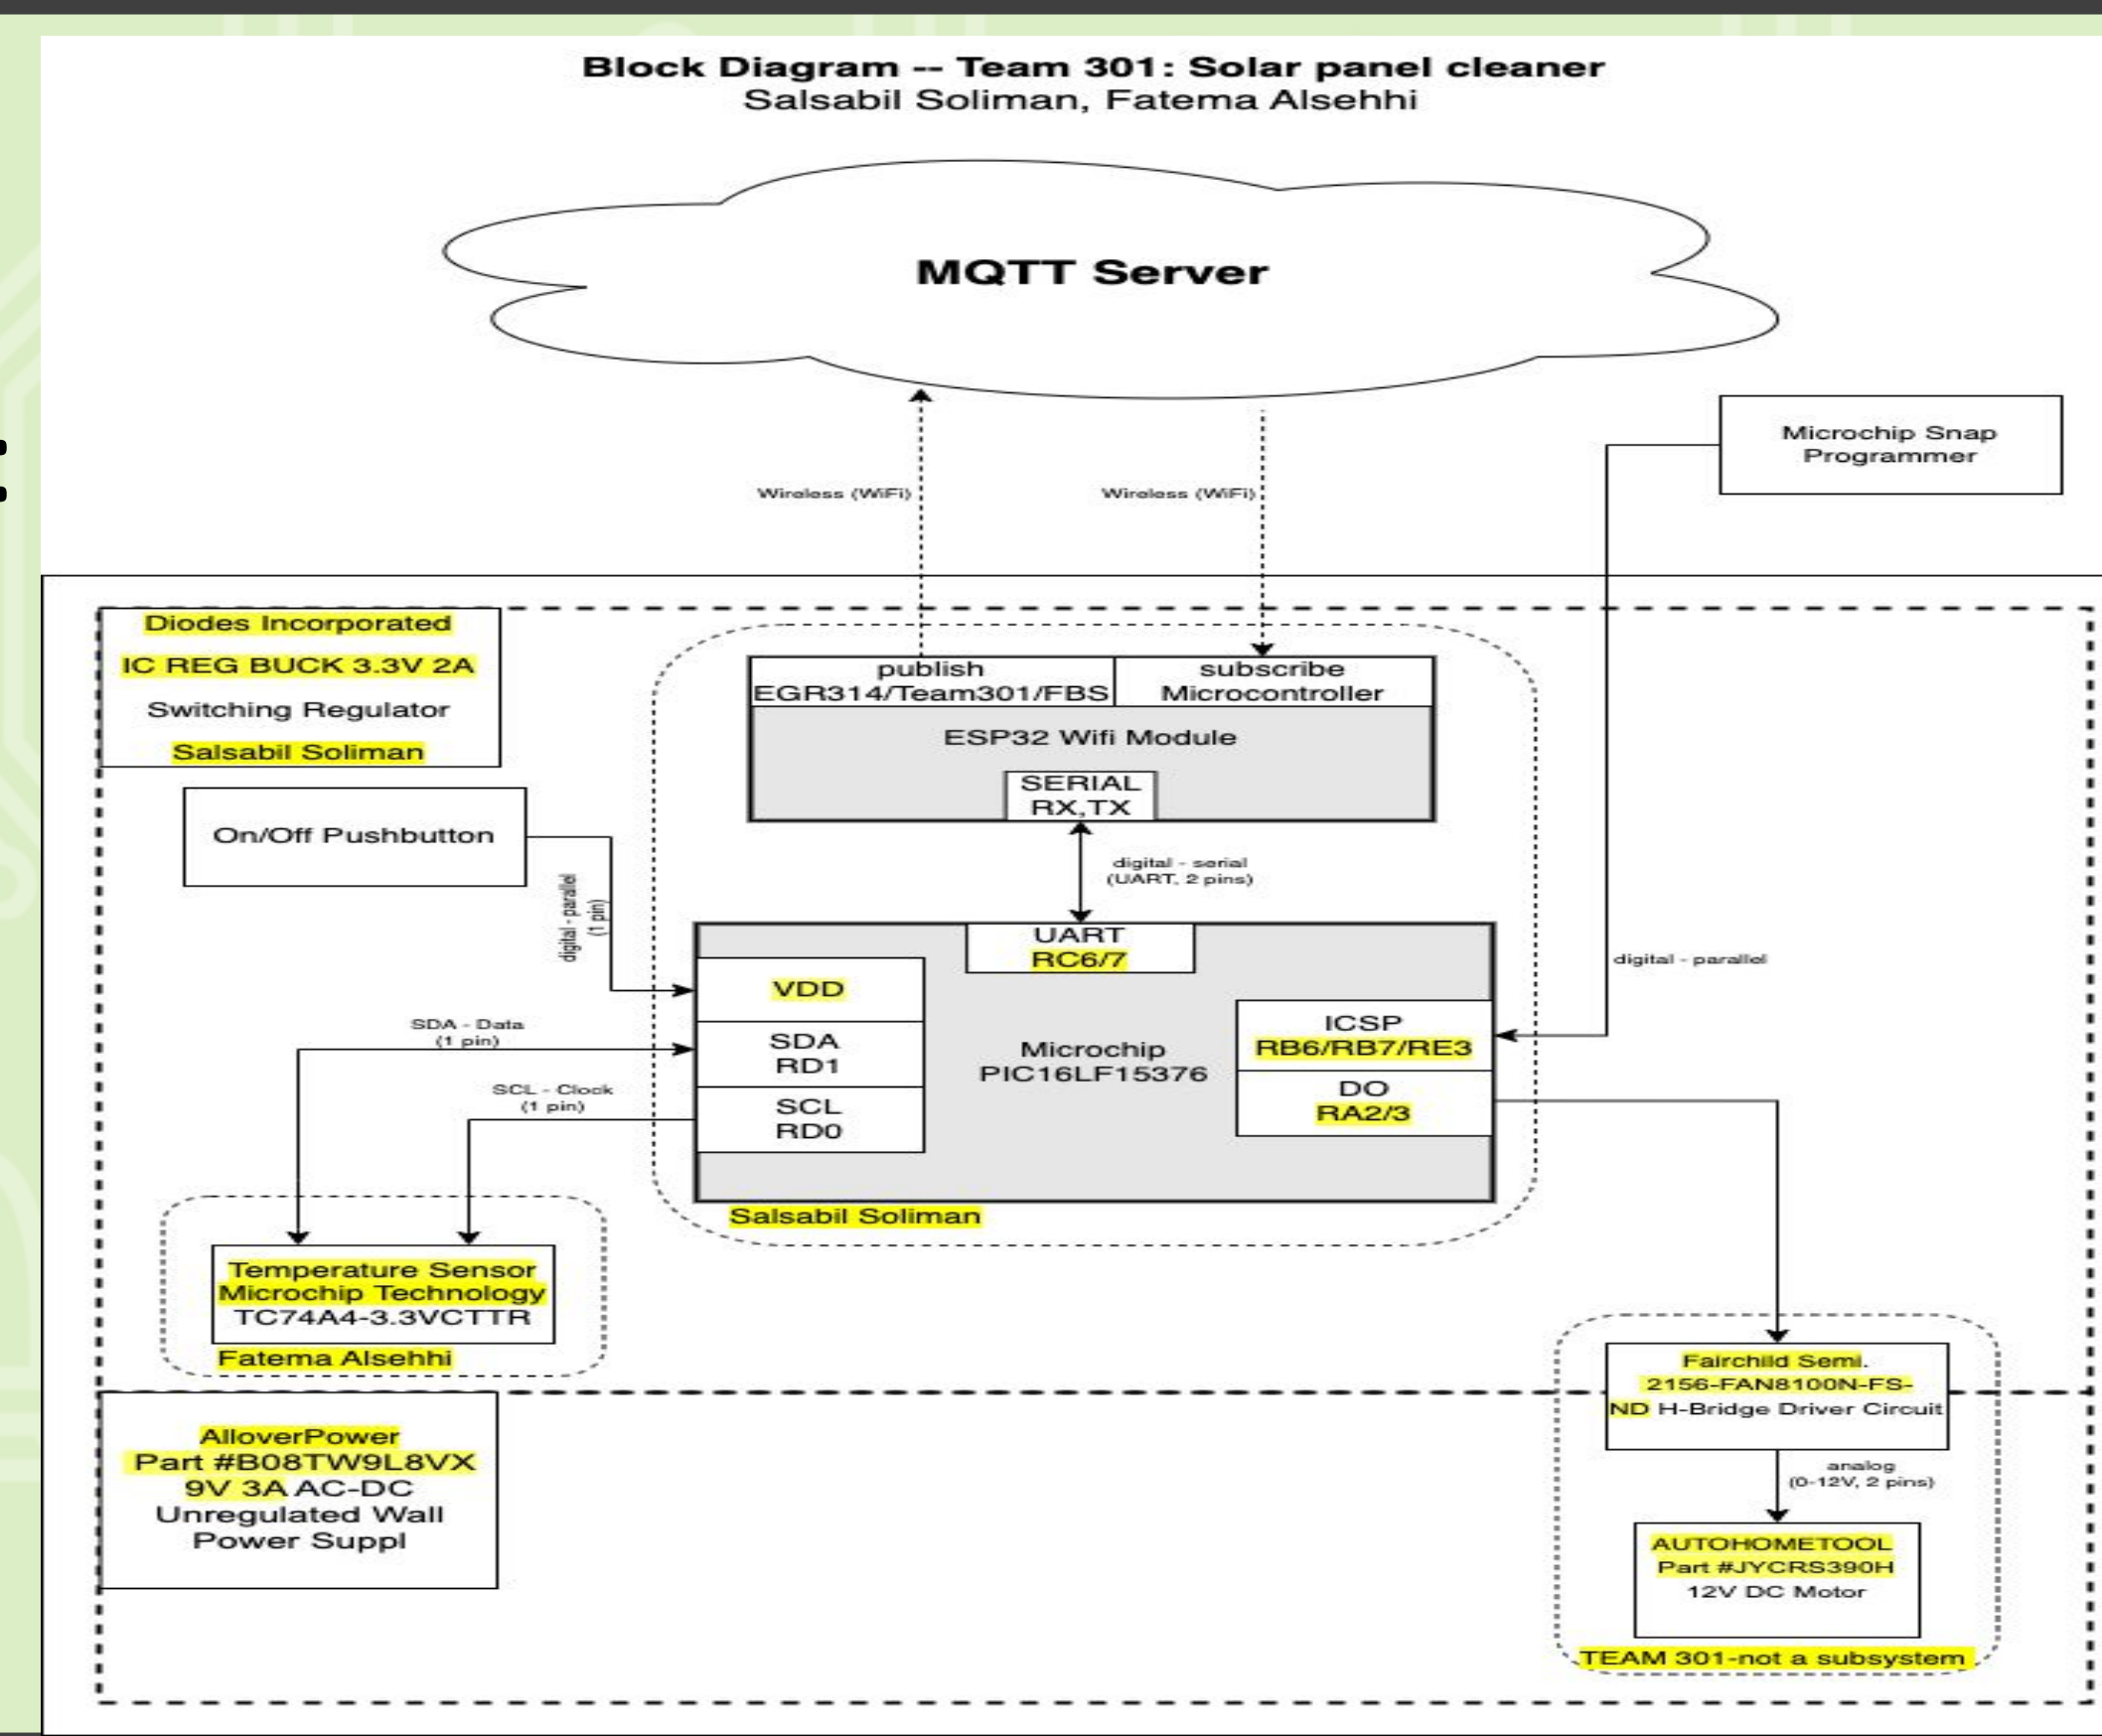 Block Diagram -- Team 301: Solar panel cleaner
Salsabil Soliman, Fatema Alsehhi
MQTT Server
Microchip Snap
Programmer
Wireless (WiFi)
Wireless (WiFi)
Diodes Incorporated
IC REG BUCK 3.3V 2A
Switching Regulator
Salsabil Soliman
publish
EGR314/Team301/FBS
subscribe
Microcontroller
ESP32 Wifi Module
SERIAL
RX,TX
On/Off Pushbutton
digital - parallel
(1 pin)
digital - serial
(UART, 2 pins)
UART
RC6/7
VDD
SDA
RD1
SCL
RD0
Microchip
PIC16LF15376
ICSP
RB6/RB7/RE3
DO
RA2/3
digital - parallel
SDA - Data
(1 pin)
SCL - Clock
(1 pin)
Salsabil Soliman
Temperature Sensor
Microchip Technology
TC74A4-3.3VCTTR
Fatema Alsehhi
Fairchild Semi.
2156-FAN8100N-FS-
ND H-Bridge Driver Circuit
analog
(0-12V, 2 pins)
AlloverPower
Part #B08TW9L8VX
9V 3A AC-DC
Unregulated Wall
Power Suppl
AUTOHOMETOOL
Part #JYCRS390H
12V DC Motor
TEAM 301-not a subsystem